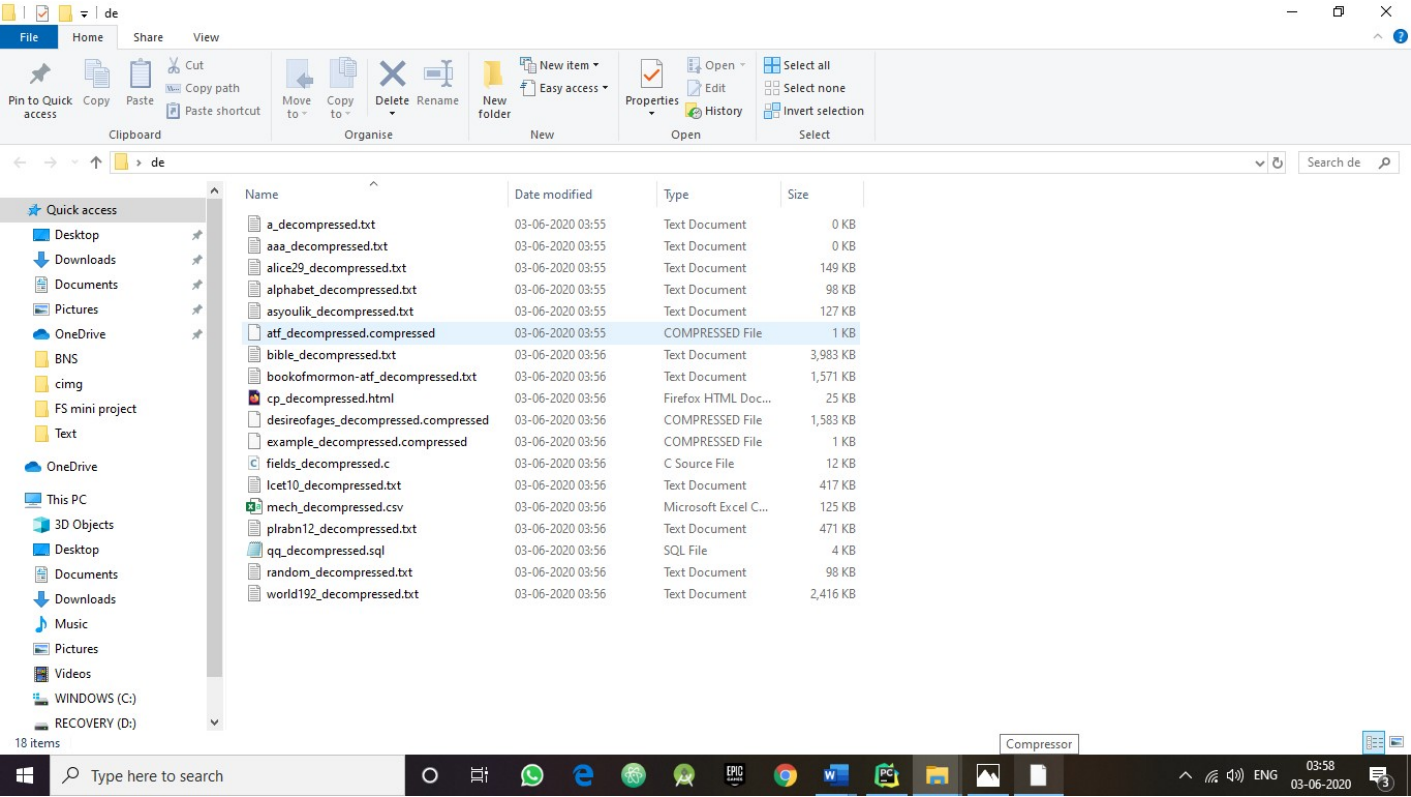 de
File Home Share View
Pin to Quick access
Copy
Paste
Cut
Copy path
Paste shortcut
Clipboard
Move to
Copy to
Delete
Rename
Organise
New folder
New item
Easy access
New
Properties
Open
Edit
History
Open
Select all
Select none
Invert selection
Select
de
Search de
Quick access
Desktop
Downloads
Documents
Pictures
OneDrive
BNS
cimg
FS mini project
Text
OneDrive
This PC
3D Objects
Desktop
Documents
Downloads
Music
Pictures
Videos
WINDOWS (C:)
RECOVERY (D:)
Name Date modified Type Size
a_decompressed.txt 03-06-2020 03:55 Text Document 0 KB
aaa_decompressed.txt 03-06-2020 03:55 Text Document 0 KB
alice29_decompressed.txt 03-06-2020 03:55 Text Document 149 KB
alphabet_decompressed.txt 03-06-2020 03:55 Text Document 98 KB
asyoulik_decompressed.txt 03-06-2020 03:55 Text Document 127 KB
atf_decompressed.compressed 03-06-2020 03:55 COMPRESSED File 1 KB
bible_decompressed.txt 03-06-2020 03:56 Text Document 3,983 KB
bookofmormon-atf_decompressed.txt 03-06-2020 03:56 Text Document 1,571 KB
cp_decompressed.html 03-06-2020 03:56 Firefox HTML Doc... 25 KB
desireofages_decompressed.compressed 03-06-2020 03:56 COMPRESSED File 1,583 KB
example_decompressed.compressed 03-06-2020 03:56 COMPRESSED File 1 KB
fields_decompressed.c 03-06-2020 03:56 C Source File 12 KB
lcet10_decompressed.txt 03-06-2020 03:56 Text Document 417 KB
mech_decompressed.csv 03-06-2020 03:56 Microsoft Excel C... 125 KB
plrabn12_decompressed.txt 03-06-2020 03:56 Text Document 471 KB
qq_decompressed.sql 03-06-2020 03:56 SQL File 4 KB
random_decompressed.txt 03-06-2020 03:56 Text Document 98 KB
world192_decompressed.txt 03-06-2020 03:56 Text Document 2,416 KB
18 items
Compressor
Type here to search
EPIC GAMES
PC
ENG
03:58
03-06-2020
3